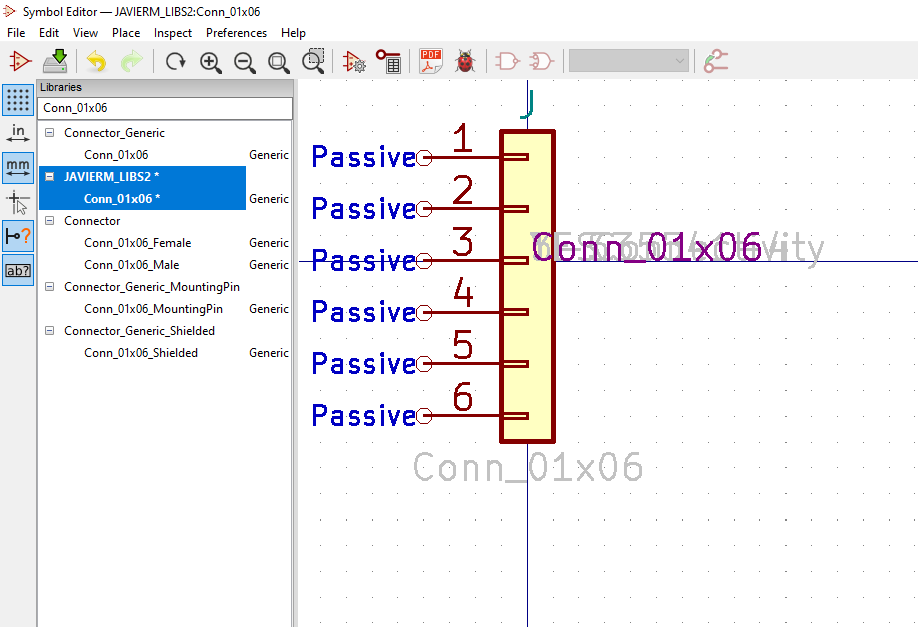 Symbol Editor — JAVIERM_LIBS2:Conn_01x06
File Edit View Place Inspect Preferences Help
PDF
Libraries
Conn_01x06
in
mm
ab?
Connector_Generic
Conn_01x06 Generic
JAVIERM_LIBS2 *
Conn_01x06 * Generic
Connector
Conn_01x06_Female Generic
Conn_01x06_Male Generic
Connector_Generic_MountingPin
Conn_01x06_MountingPin Generic
Connector_Generic_Shielded
Conn_01x06_Shielded Generic
J
Passive 1
Passive 2
Passive 3
Conn_01x06
Passive 4
Passive 5
Passive 6
Conn_01x06